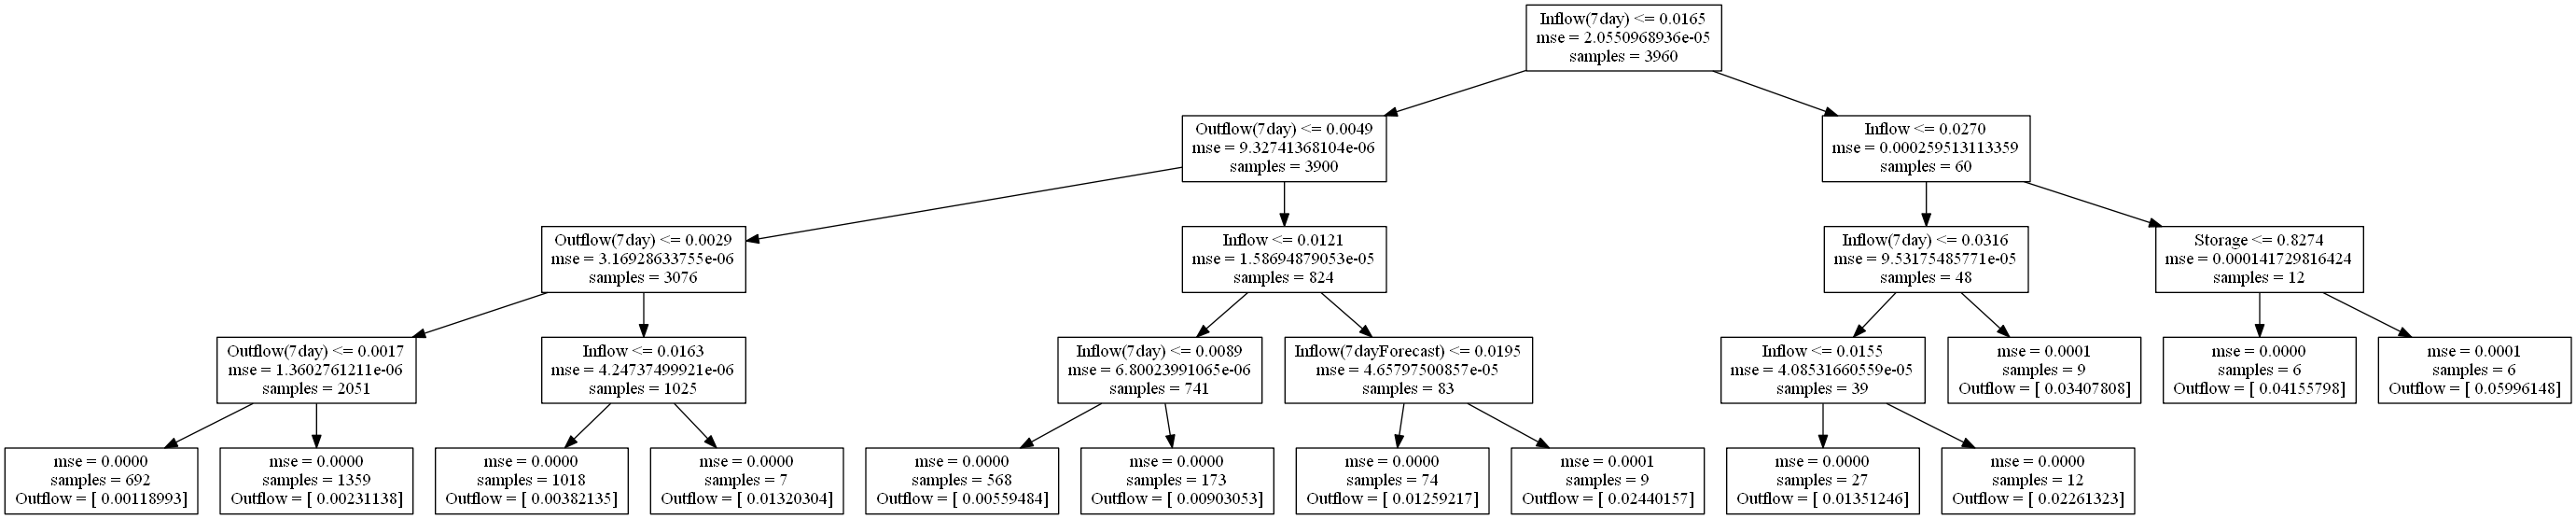 Inflow(7day) <= 0.0165
mse = 2.0550968936e-05
samples = 3960
Outflow(7day) <= 0.0049
mse = 9.32741368104e-06
samples = 3900
Inflow <= 0.0270
mse = 0.000259513113359
samples = 60
Outflow(7day) <= 0.0029
mse = 3.16928633755e-06
samples = 3076
Inflow <= 0.0121
mse = 1.58694879053e-05
samples = 824
Inflow(7day) <= 0.0316
mse = 9.53175485771e-05
samples = 48
Storage <= 0.8274
mse = 0.000141729816424
samples = 12
Outflow(7day) <= 0.0017
mse = 1.3602761211e-06
samples = 2051
Inflow <= 0.0163
mse = 4.24737499921e-06
samples = 1025
Inflow(7day) <= 0.0089
mse = 6.80023991065e-06
samples = 741
Inflow(7dayForecast) <= 0.0195
mse = 4.65797500857e-05
samples = 83
Inflow <= 0.0155
mse = 4.08531660559e-05
samples = 39
mse = 0.0001
samples = 9
Outflow = [ 0.03407808]
mse = 0.0000
samples = 6
Outflow = [ 0.04155798]
mse = 0.0001
samples = 6
Outflow = [ 0.05996148]
mse = 0.0000
samples = 692
Outflow = [ 0.00118993]
mse = 0.0000
samples = 1359
Outflow = [ 0.00231138]
mse = 0.0000
samples = 1018
Outflow = [ 0.00382135]
mse = 0.0000
samples = 7
Outflow = [ 0.01320304]
mse = 0.0000
samples = 568
Outflow = [ 0.00559484]
mse = 0.0000
samples = 173
Outflow = [ 0.00903053]
mse = 0.0000
samples = 74
Outflow = [ 0.01259217]
mse = 0.0001
samples = 9
Outflow = [ 0.02440157]
mse = 0.0000
samples = 27
Outflow = [ 0.01351246]
mse = 0.0000
samples = 12
Outflow = [ 0.02261323]